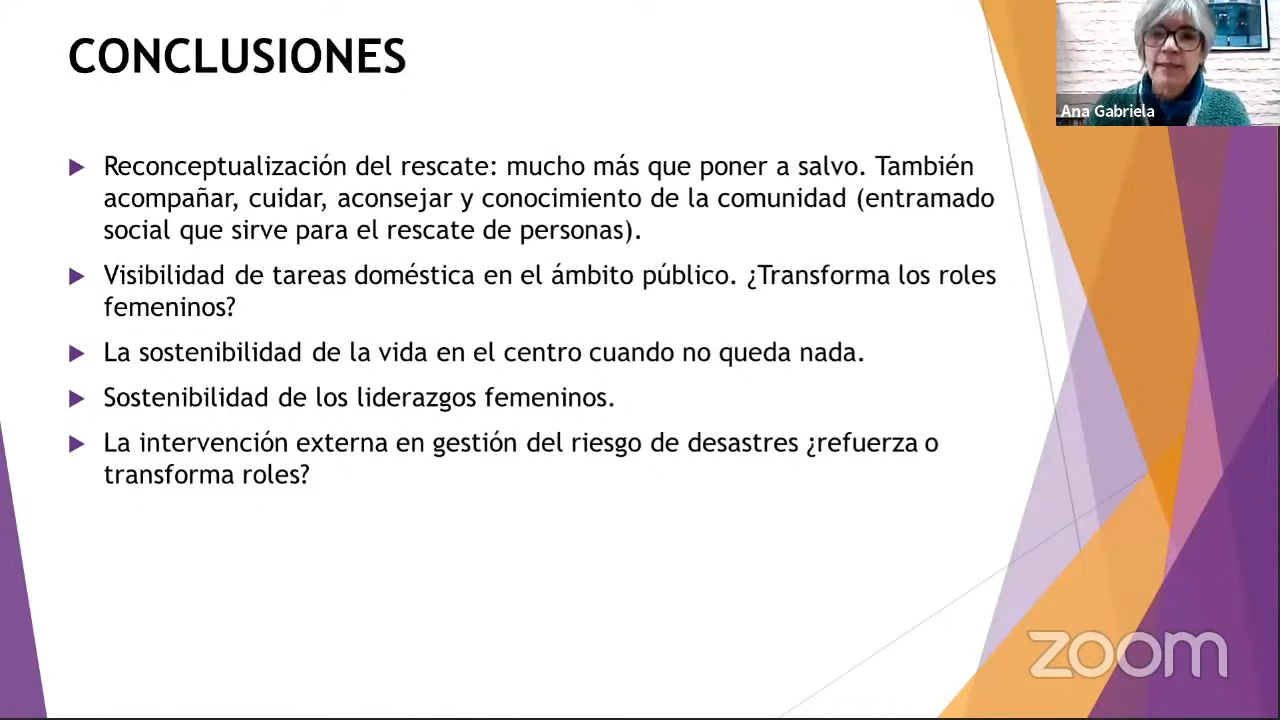 CONCLUSIONES
Ana Gabriela
Reconceptualización del rescate: mucho más que poner a salvo. También
acompañar, cuidar, aconsejar y conocimiento de la comunidad (entramado
social que sirve para el rescate de personas).
Visibilidad de tareas doméstica en el ámbito público. ¿Transforma los roles
femeninos?
La sostenibilidad de la vida en el centro cuando no queda nada.
Sostenibilidad de los liderazgos femeninos.
La intervención externa en gestión del riesgo de desastres ¿refuerza o
transforma roles?
zoom